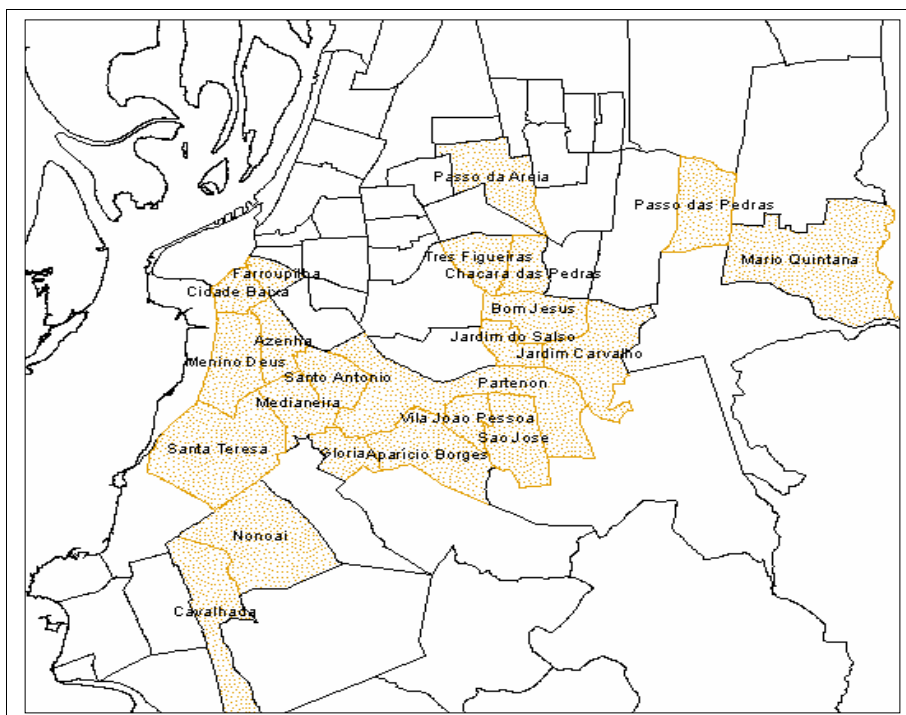 Passo da Areia
Passo das Pedras
Tres Figueiras
Mario Quintana
Farroupilha
Chacara das Pedras
Cidade Baixa
Bom Jesus
Jardim do Salso
Azenha
Jardim Carvalho
Menino Deus
Santo Antonio
Partenon
Medianeira
Vila Joao Pessoa
Sao Jose
Santa Teresa
Gloria
Aparicio Borges
Nonoai
Cavalhada